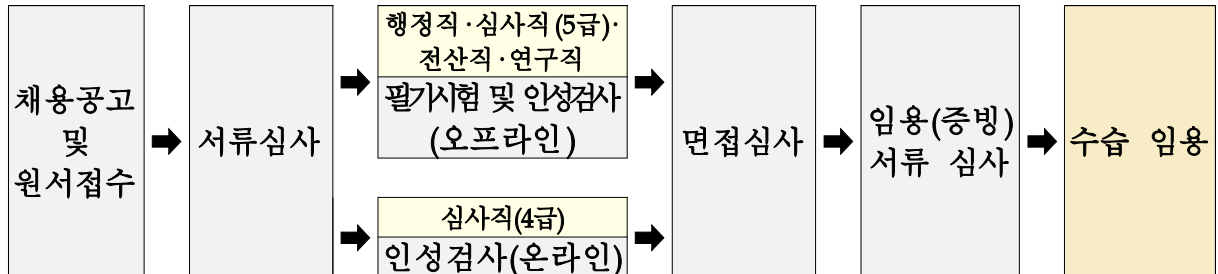 채용공고
및
원서접수
서류심사
행정직·심사직(5급)·
전산직·연구직
필기시험 및 인성검사
(오프라인)
심사직(4급)
인성검사(온라인)
면접심사
임용(증빙)
서류 심사
수습 임용